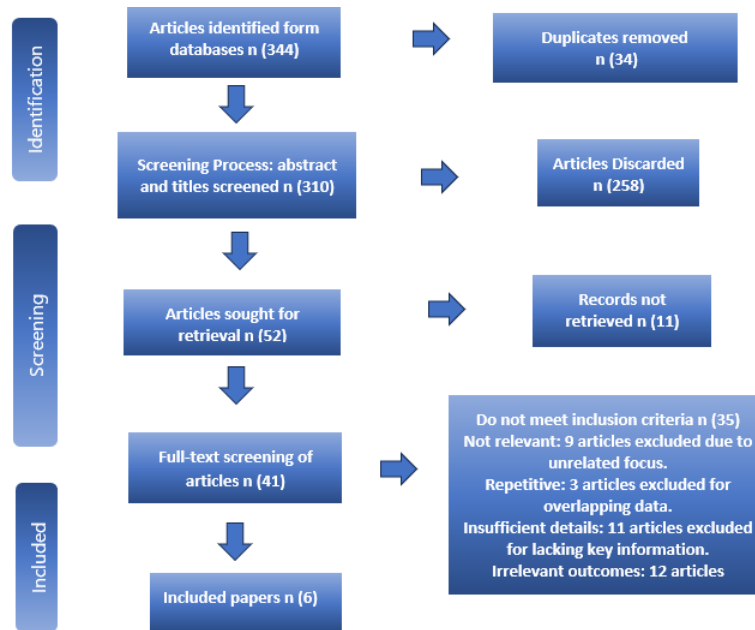 Identification
Articles identified form
databases n (344)
Duplicates removed
n (34)
Screening Process: abstract
and titles screened n (310)
Articles Discarded
n (258)
Screening
Articles sought for
retrieval n (52)
Records not
retrieved n (11)
Full-text screening of
articles n (41)
Do not meet inclusion criteria n (35)
Not relevant: 9 articles excluded due to
unrelated focus.
Repetitive: 3 articles excluded for
overlapping data.
Insufficient details: 11 articles excluded
for lacking key information.
Irrelevant outcomes: 12 articles
Included
Included papers n (6)